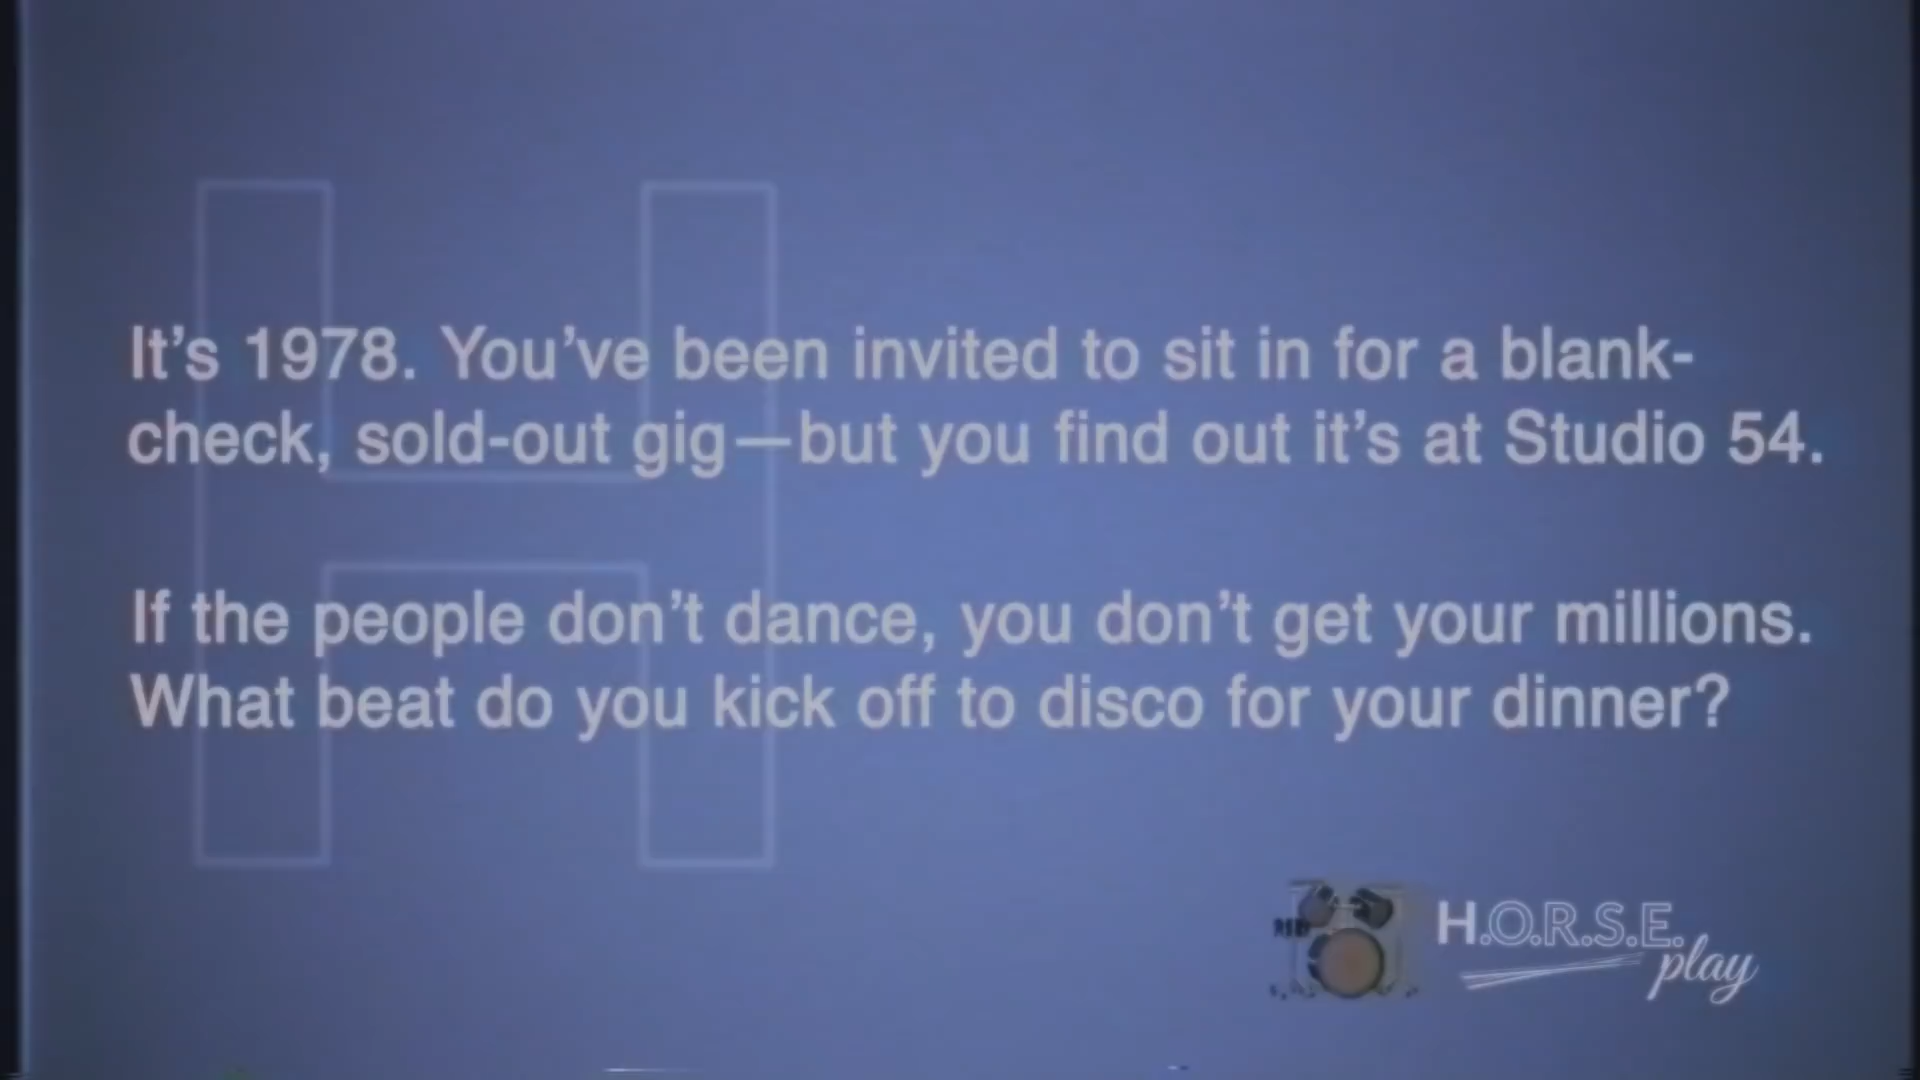 It’s 1978. You’ve been invited to sit in for a blank-
check, sold-out gig—but you find out it’s at Studio 54.
If the people don’t dance, you don’t get your millions.
What beat do you kick off to disco for your dinner?
H
H.O.R.S.E.
play